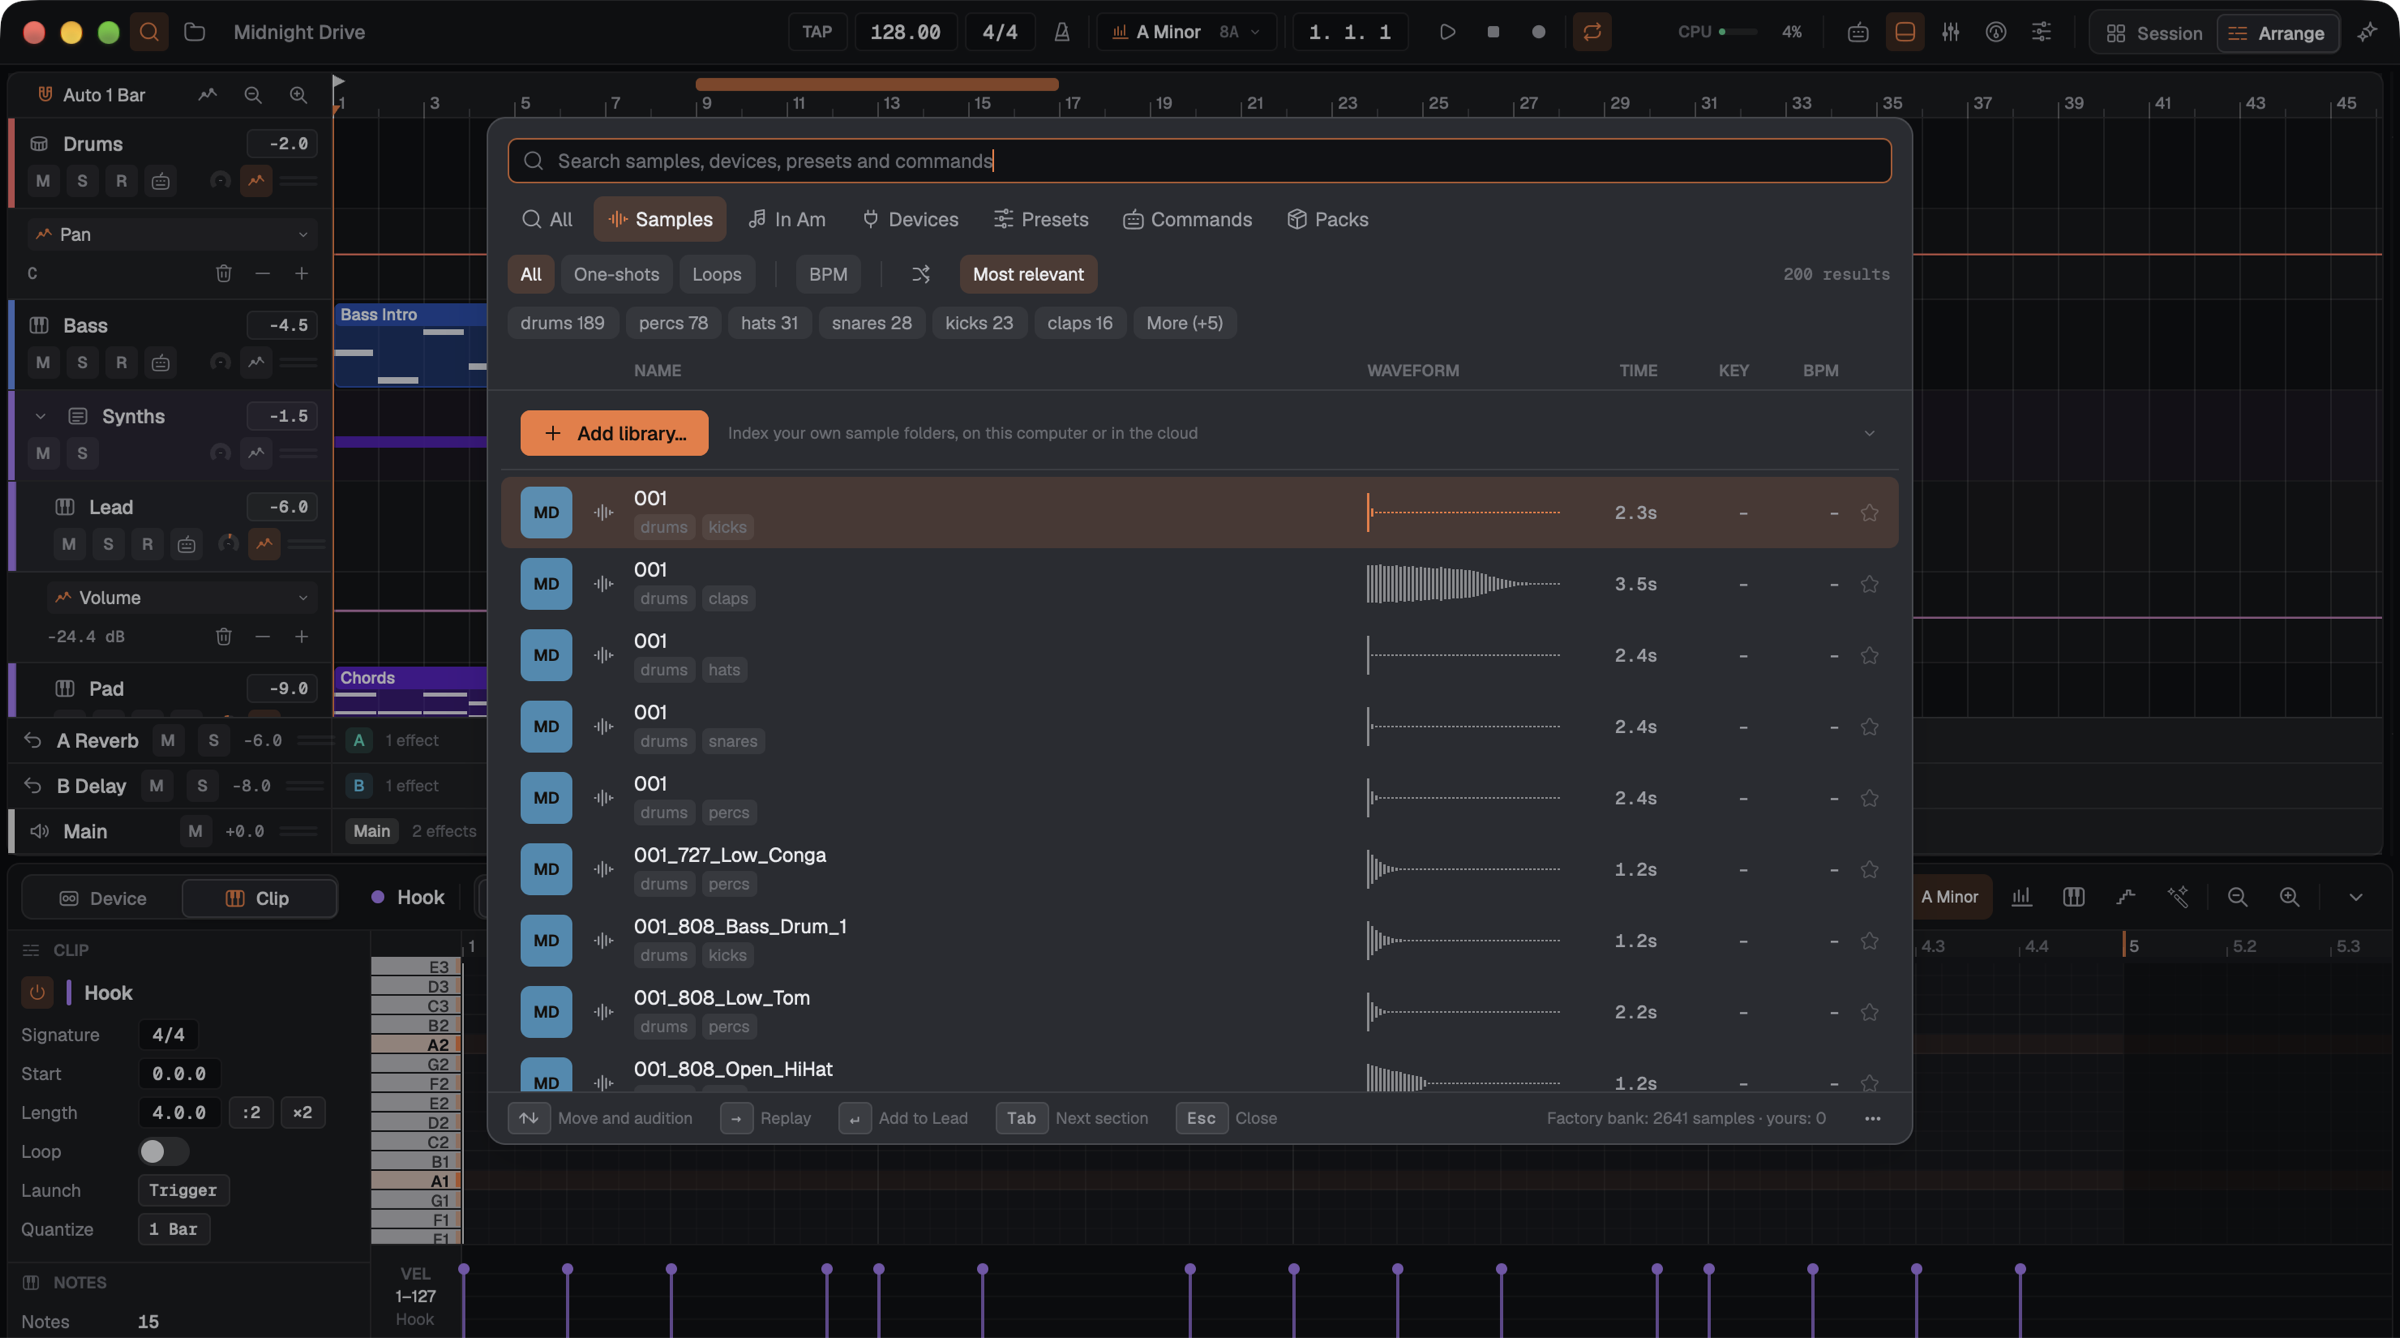 Midnight Drive
TAP 128.00 4/4 A Minor 8A 1. 1. 1 CPU 4% Session Arrange
Auto 1 Bar
1 3 5 7 9 11 13 15 17 19 21 23 25 27 29 31 33 35 37 39 41 43 45
Drums -2.0
M S R
Pan
C
Bass -4.5
M S R
Bass Intro
Synths -1.5
M S
Lead -6.0
M S R
Volume
-24.4 dB
Pad -9.0
Chords
A Reverb M S -6.0 A 1 effect
B Delay M S -8.0 B 1 effect
Main M +0.0 Main 2 effects
Search samples, devices, presets and commands
All Samples In Am Devices Presets Commands Packs
All One-shots Loops BPM Most relevant 200 results
drums 189 percs 78 hats 31 snares 28 kicks 23 claps 16 More (+5)
NAME WAVEFORM TIME KEY BPM
+ Add library... Index your own sample folders, on this computer or in the cloud
MD 001 2.3s – –
drums kicks
MD 001 3.5s – –
drums claps
MD 001 2.4s – –
drums hats
MD 001 2.4s – –
drums snares
MD 001 2.4s – –
drums percs
MD 001_727_Low_Conga 1.2s – –
drums percs
MD 001_808_Bass_Drum_1 1.2s – –
drums kicks
MD 001_808_Low_Tom 2.2s – –
drums percs
MD 001_808_Open_HiHat 1.2s – –
↑↓ Move and audition → Replay ↵ Add to Lead Tab Next section Esc Close Factory bank: 2641 samples · yours: 0 •••
Device Clip Hook A Minor
1 4.3 4.4 5 5.2 5.3
CLIP
Hook
Signature 4/4
Start 0.0.0
Length 4.0.0 :2 ×2
Loop
Launch Trigger
Quantize 1 Bar
NOTES
Notes 15
E3
D3
C3
B2
A2
G2
F2
E2
D2
C2
B1
A1
G1
F1
E1
VEL
1–127
Hook